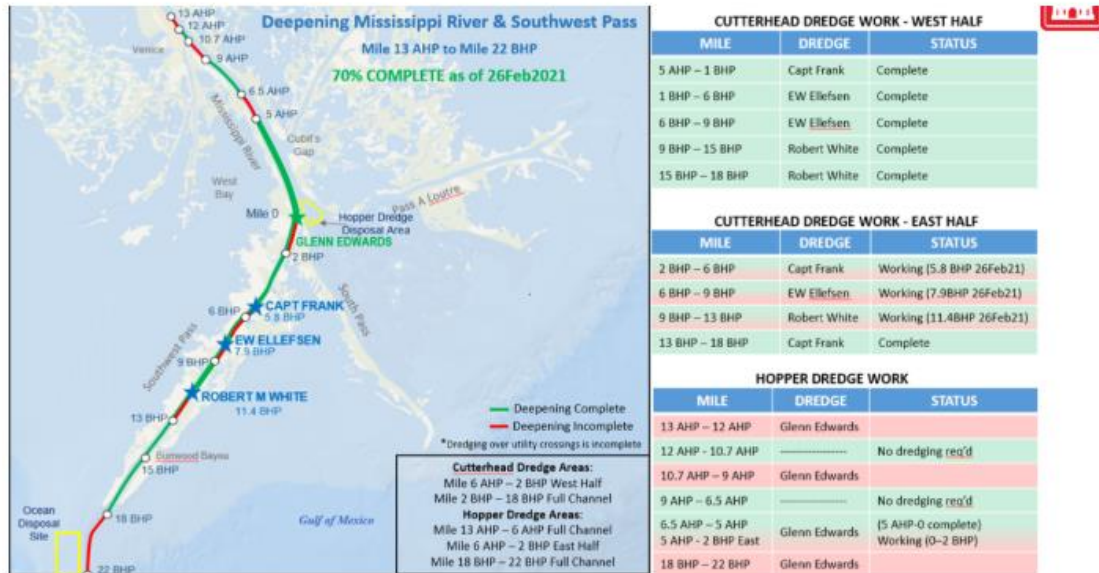 13 AHP
12 AHP
10.7 AHP
Venice
9 AHP
6.5 AHP
5 AHP
Mississippi River
Cubit's
Gap
West
Bay
Pass A Loutre
Mile 0
Hopper Dredge
Disposal Area
GLENN EDWARDS
2 BHP
South Pass
6 BHP
CAPT FRANK
5.8 BHP
EW ELLEFSEN
7.9 BHP
Southwest Pass
9 BHP
ROBERT M WHITE
11.4 BHP
13 BHP
Burrwood Bayou
15 BHP
18 BHP
Ocean
Disposal
Site
22 BHP
Gulf of Mexico
Deepening Mississippi River & Southwest Pass
Mile 13 AHP to Mile 22 BHP
70% COMPLETE as of 26Feb2021
Deepening Complete
Deepening Incomplete
*Dredging over utility crossings is incomplete
Cutterhead Dredge Areas:
Mile 6 AHP – 2 BHP West Half
Mile 2 BHP – 18 BHP Full Channel
Hopper Dredge Areas:
Mile 13 AHP – 6 AHP Full Channel
Mile 6 AHP – 2 BHP East Half
Mile 18 BHP – 22 BHP Full Channel
CUTTERHEAD DREDGE WORK - WEST HALF
MILE DREDGE STATUS
5 AHP – 1 BHP Capt Frank Complete
1 BHP – 6 BHP EW Ellefsen Complete
6 BHP – 9 BHP EW Ellefsen Complete
9 BHP – 15 BHP Robert White Complete
15 BHP – 18 BHP Robert White Complete
CUTTERHEAD DREDGE WORK - EAST HALF
MILE DREDGE STATUS
2 BHP – 6 BHP Capt Frank Working (5.8 BHP 26Feb21)
6 BHP – 9 BHP EW Ellefsen Working (7.9BHP 26Feb21)
9 BHP – 13 BHP Robert White Working (11.4BHP 26Feb21)
13 BHP – 18 BHP Capt Frank Complete
HOPPER DREDGE WORK
MILE DREDGE STATUS
13 AHP – 12 AHP Glenn Edwards
12 AHP - 10.7 AHP ----------------- No dredging req'd
10.7 AHP – 9 AHP Glenn Edwards
9 AHP – 6.5 AHP ----------------- No dredging req'd
6.5 AHP – 5 AHP Glenn Edwards (5 AHP-0 complete)
5 AHP - 2 BHP East Working (0–2 BHP)
18 BHP – 22 BHP Glenn Edwards